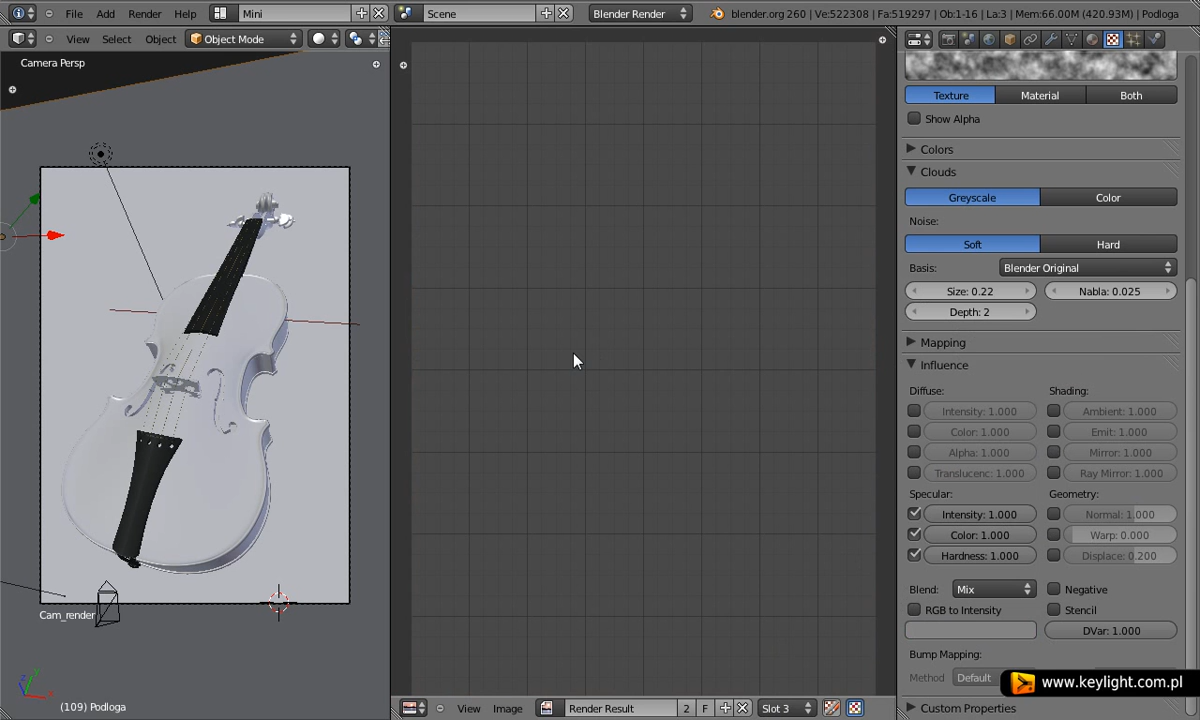 File Add Render Help Mini Scene Blender Render blender.org 260 | Ve:522308 | Fa:519297 | Ob:1-16 | La:3 | Mem:66.00M (420.93M) | Podloga
View Select Object Object Mode
Camera Persp
Texture Material Both
Show Alpha
Colors
Clouds
Greyscale Color
Noise:
Soft Hard
Basis: Blender Original
Size: 0.22 Nabla: 0.025
Depth: 2
Mapping
Influence
Diffuse: Shading:
Intensity: 1.000 Ambient: 1.000
Color: 1.000 Emit: 1.000
Alpha: 1.000 Mirror: 1.000
Translucenc: 1.000 Ray Mirror: 1.000
Specular: Geometry:
Intensity: 1.000 Normal: 1.000
Color: 1.000 Warp: 0.000
Hardness: 1.000 Displace: 0.200
Blend: Mix Negative
RGB to Intensity Stencil
DVar: 1.000
Bump Mapping:
Method Default
www.keylight.com.pl
Custom Properties
Cam_render
(109) Podloga
View Image Render Result 2 F Slot 3